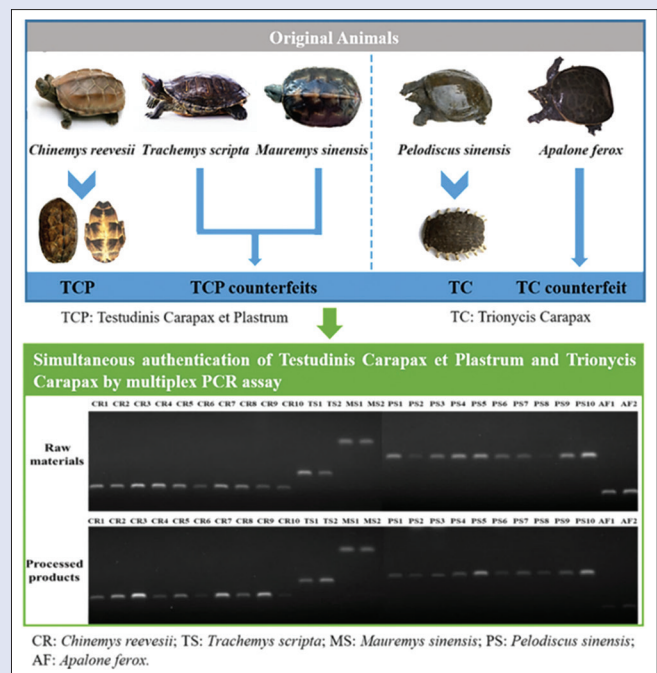 Original Animals
Chinemys reevesii Trachemys scripta Mauremys sinensis Pelodiscus sinensis Apalone ferox
TCP TCP counterfeits TC TC counterfeit
TCP: Testudinis Carapax et Plastrum TC: Trionycis Carapax
Simultaneous authentication of Testudinis Carapax et Plastrum and Trionycis
Carapax by multiplex PCR assay
CR1 CR2 CR3 CR4 CR5 CR6 CR7 CR8 CR9 CR10 TS1 TS2 MS1 MS2 PS1 PS2 PS3 PS4 PS5 PS6 PS7 PS8 PS9 PS10 AF1 AF2
Raw
materials
CR1 CR2 CR3 CR4 CR5 CR6 CR7 CR8 CR9 CR10 TS1 TS2 MS1 MS2 PS1 PS2 PS3 PS4 PS5 PS6 PS7 PS8 PS9 PS10 AF1 AF2
Processed
products
CR: Chinemys reevesii; TS: Trachemys scripta; MS: Mauremys sinensis; PS: Pelodiscus sinensis;
AF: Apalone ferox.